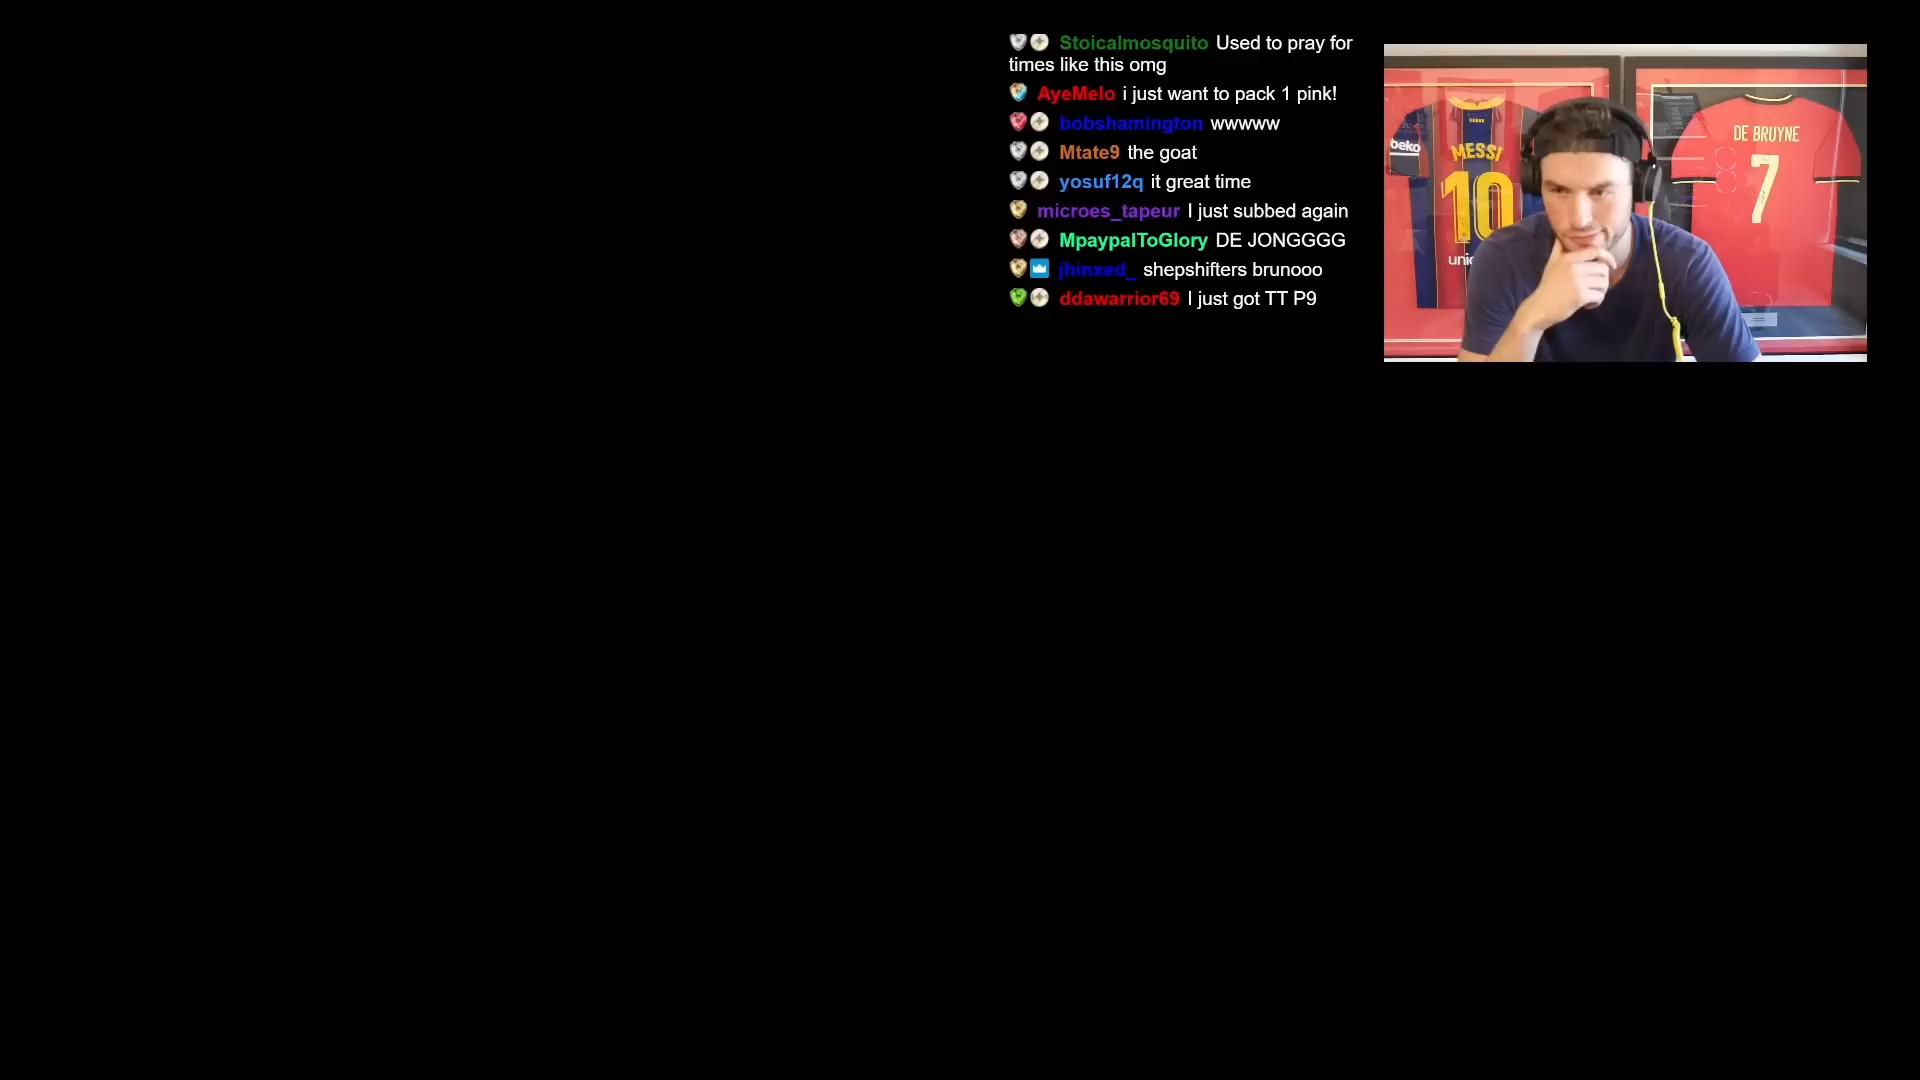 Stoicalmosquito Used to pray for
times like this omg
AyeMelo i just want to pack 1 pink!
bobshamington wwwww
Mtate9 the goat
yosuf12q it great time
microes_tapeur I just subbed again
MpaypalToGlory DE JONGGGG
jhinxed_ shepshifters brunooo
ddawarrior69 I just got TT P9
beko
MESSI
10
DE BRUYNE
7